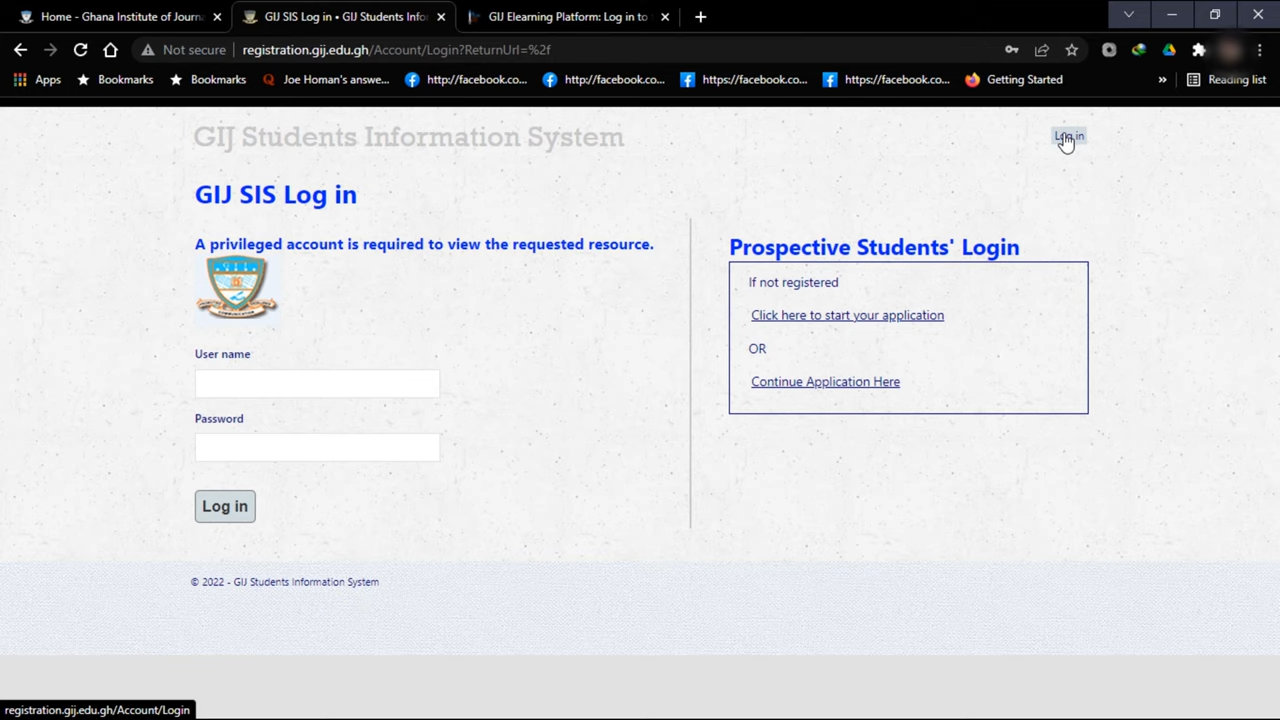 Home - Ghana Institute of Journa
GIJ SIS Log in • GIJ Students Info
GIJ Elearning Platform: Log in to
Not secure
registration.gij.edu.gh/Account/Login?ReturnUrl=%2f
Apps
Bookmarks
Bookmarks
Joe Homan's answe...
http://facebook.co...
http://facebook.co...
https://facebook.co...
https://facebook.co...
Getting Started
»
Reading list
GIJ Students Information System
Log in
GIJ SIS Log in
A privileged account is required to view the requested resource.
User name
Password
Log in
Prospective Students' Login
If not registered
Click here to start your application
OR
Continue Application Here
© 2022 - GIJ Students Information System
registration.gij.edu.gh/Account/Login